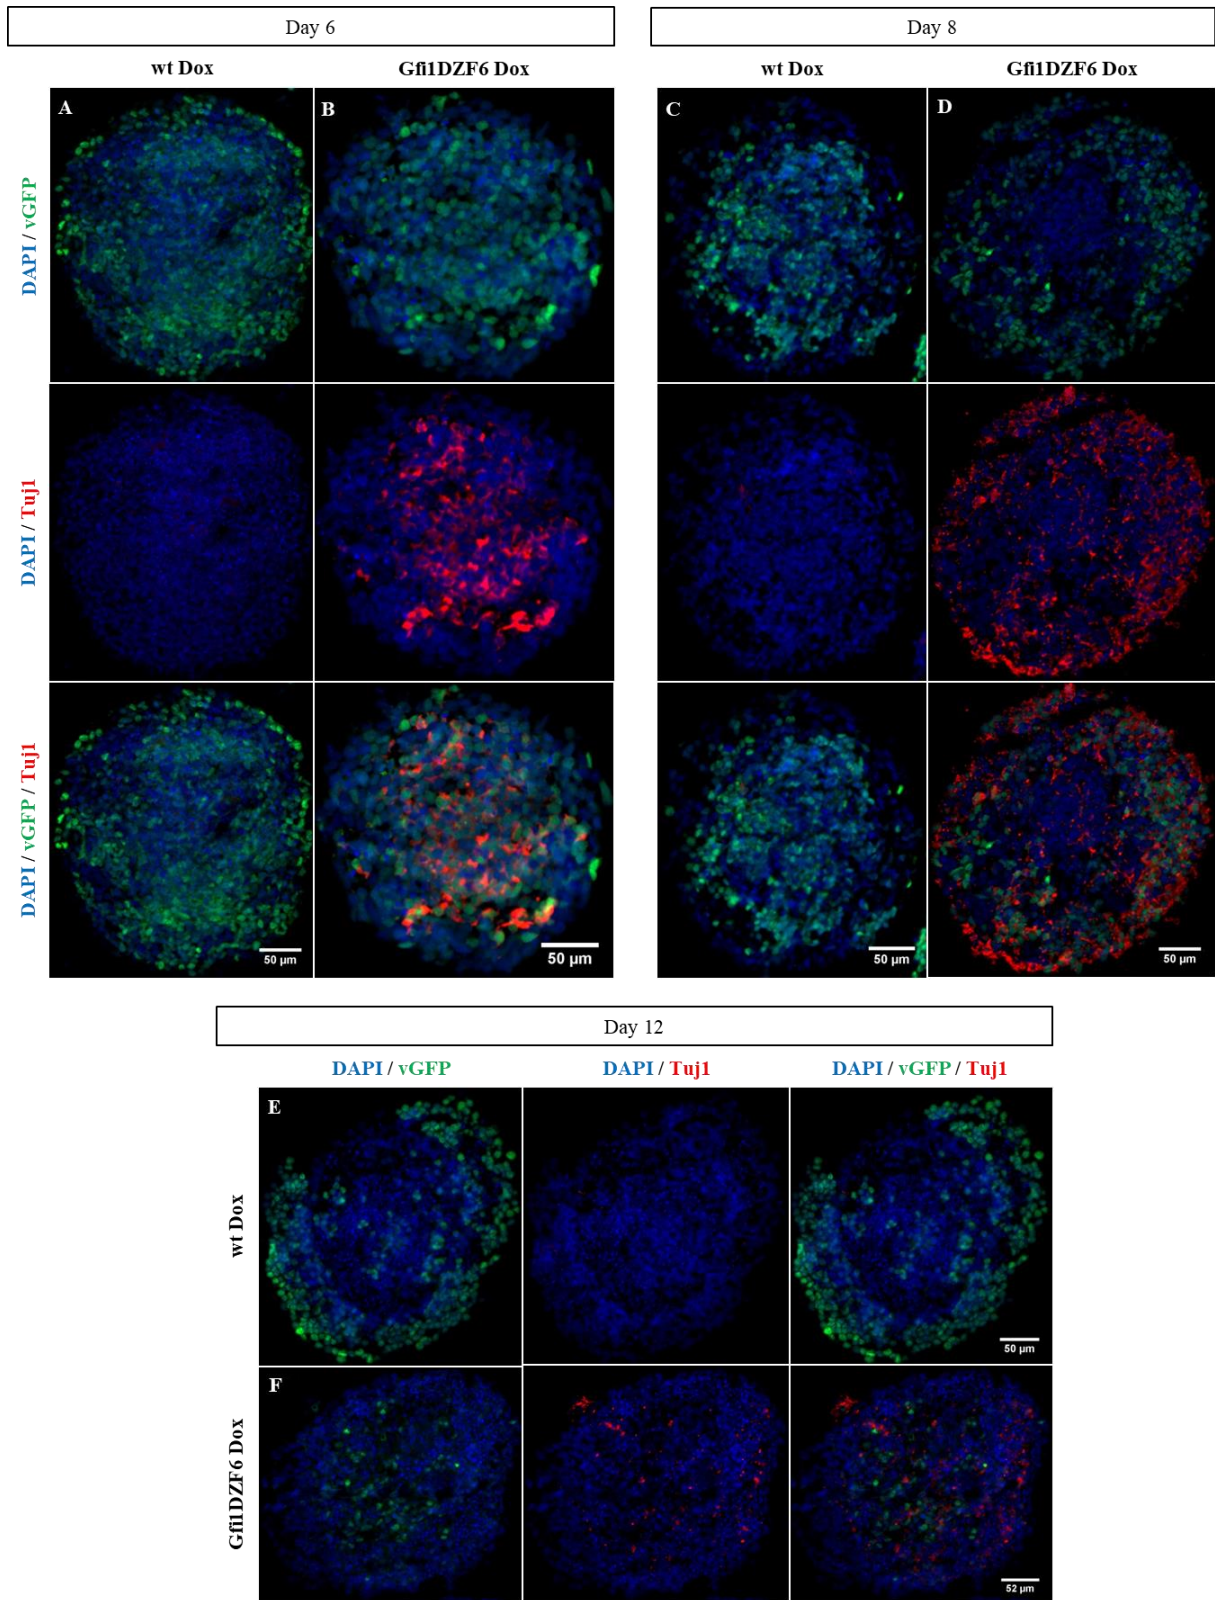 Day 6
Day 8
wt Dox
Gfi1DZF6 Dox
wt Dox
Gfi1DZF6 Dox
A
B
C
D
DAPI / vGFP
DAPI / Tuj1
DAPI / vGFP / Tuj1
50 µm
50 µm
50 µm
50 µm
Day 12
DAPI / vGFP
DAPI / Tuj1
DAPI / vGFP / Tuj1
E
wt Dox
50 µm
F
Gfi1DZF6 Dox
52 µm